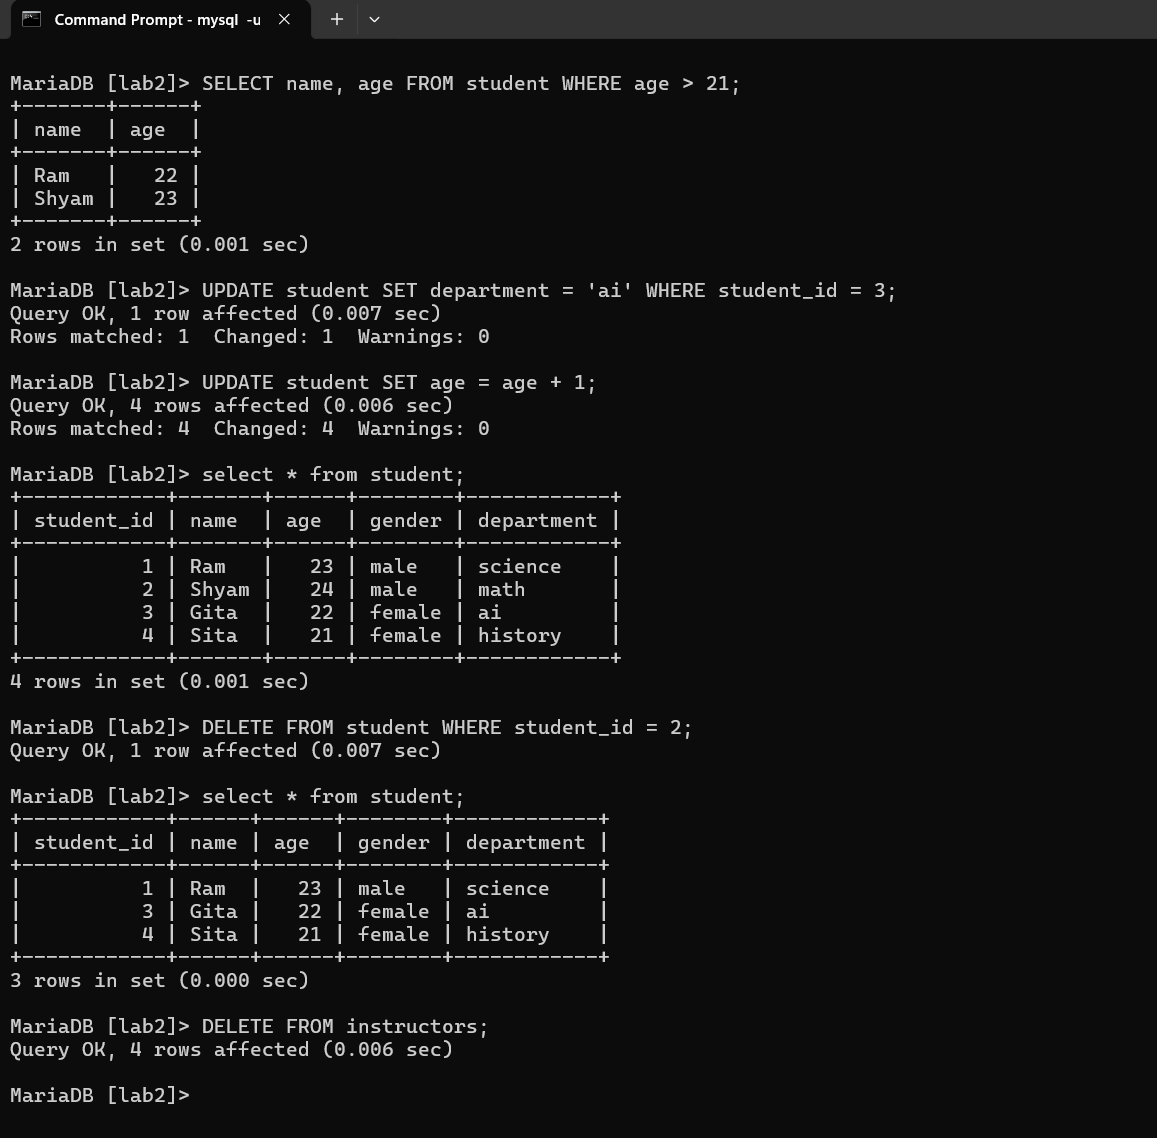 Command Prompt - mysql  -u
MariaDB [lab2]> SELECT name, age FROM student WHERE age > 21;
+-------+------+
| name  | age  |
+-------+------+
| Ram   |   22 |
| Shyam |   23 |
+-------+------+
2 rows in set (0.001 sec)
MariaDB [lab2]> UPDATE student SET department = 'ai' WHERE student_id = 3;
Query OK, 1 row affected (0.007 sec)
Rows matched: 1  Changed: 1  Warnings: 0
MariaDB [lab2]> UPDATE student SET age = age + 1;
Query OK, 4 rows affected (0.006 sec)
Rows matched: 4  Changed: 4  Warnings: 0
MariaDB [lab2]> select * from student;
+------------+-------+------+--------+------------+
| student_id | name  | age  | gender | department |
+------------+-------+------+--------+------------+
|          1 | Ram   |   23 | male   | science    |
|          2 | Shyam |   24 | male   | math       |
|          3 | Gita  |   22 | female | ai         |
|          4 | Sita  |   21 | female | history    |
+------------+-------+------+--------+------------+
4 rows in set (0.001 sec)
MariaDB [lab2]> DELETE FROM student WHERE student_id = 2;
Query OK, 1 row affected (0.007 sec)
MariaDB [lab2]> select * from student;
+------------+------+------+--------+------------+
| student_id | name | age  | gender | department |
+------------+------+------+--------+------------+
|          1 | Ram  |   23 | male   | science    |
|          3 | Gita |   22 | female | ai         |
|          4 | Sita |   21 | female | history    |
+------------+------+------+--------+------------+
3 rows in set (0.000 sec)
MariaDB [lab2]> DELETE FROM instructors;
Query OK, 4 rows affected (0.006 sec)
MariaDB [lab2]>